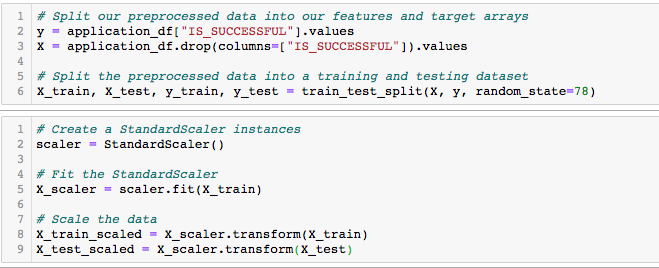 1 # Split our preprocessed data into our features and target arrays
2 y = application_df["IS_SUCCESSFUL"].values
3 X = application_df.drop(columns=["IS_SUCCESSFUL"]).values
4
5 # Split the preprocessed data into a training and testing dataset
6 X_train, X_test, y_train, y_test = train_test_split(X, y, random_state=78)
1 # Create a StandardScaler instances
2 scaler = StandardScaler()
3
4 # Fit the StandardScaler
5 X_scaler = scaler.fit(X_train)
6
7 # Scale the data
8 X_train_scaled = X_scaler.transform(X_train)
9 X_test_scaled = X_scaler.transform(X_test)